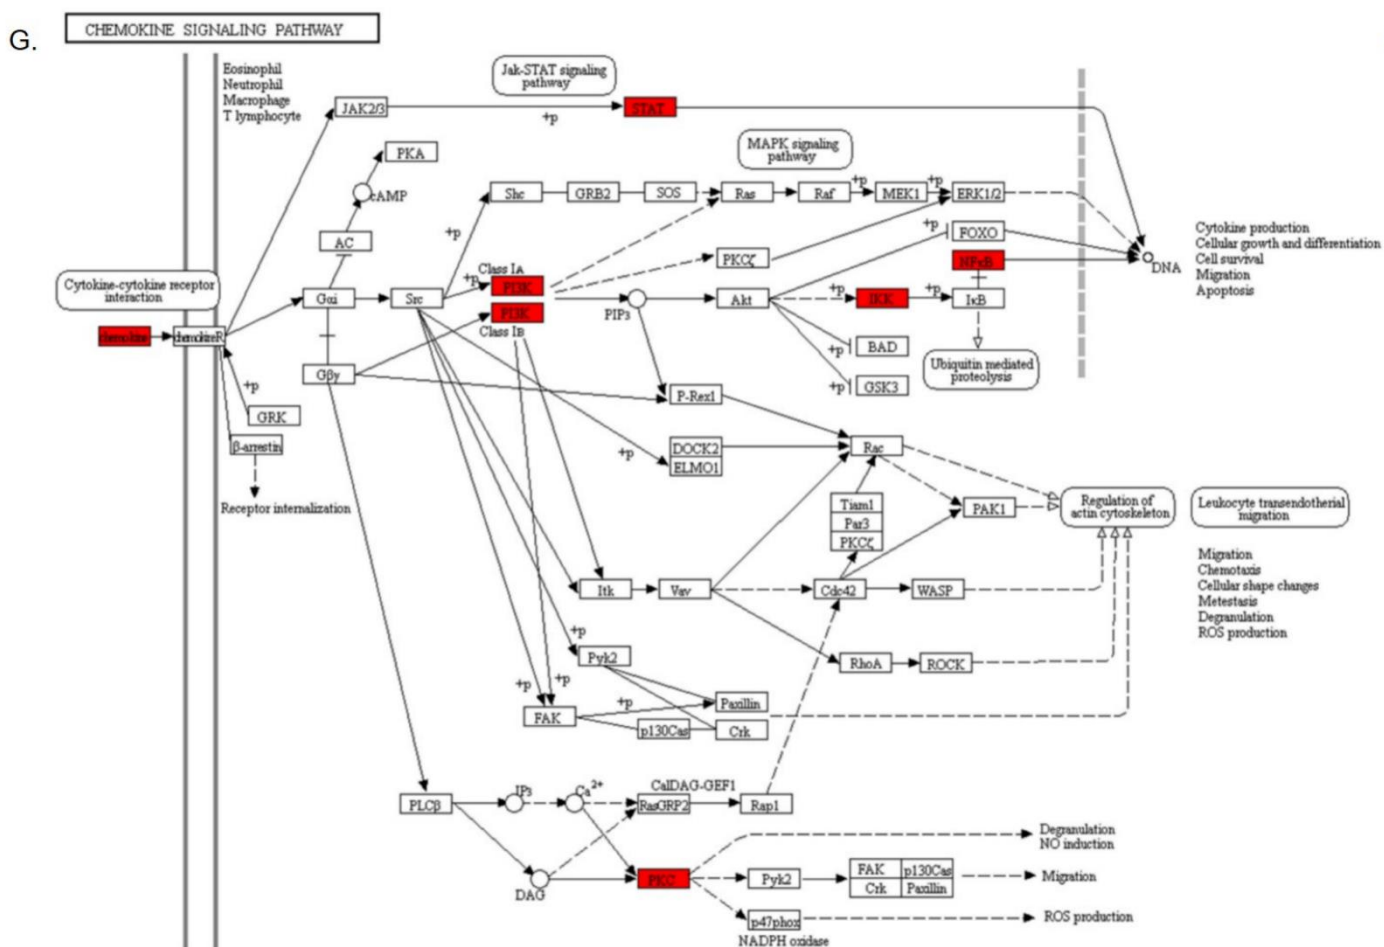 G.
CHEMOKINE SIGNALING PATHWAY
Eosinophil
Neutrophil
Macrophage
T lymphocyte
Jak-STAT signaling
pathway
JAK2/3
+p
STAT
PKA
cAMP
AC
MAPK signaling
pathway
Shc
GRB2
SOS
Ras
Raf
+p
MEK1
+p
ERK1/2
+p
PKCζ
+p
FOXO
NFκB
DNA
Cytokine production
Cellular growth and differentiation
Cell survival
Migration
Apoptosis
Cytokine-cytokine receptor
interaction
chemokine
chemokineR
Gαi
Src
+p
Class IA
PI3K
PI3K
Class IB
PIP3
Akt
+p
IKK
+p
IκB
+p
BAD
+p
GSK3
Ubiquitin mediated
proteolysis
Gβγ
+p
GRK
β-arrestin
Receptor internalization
P-Rex1
+p
DOCK2
ELMO1
Rac
Tiam1
Par3
PKCζ
PAK1
Regulation of
actin cytoskeleton
Leukocyte transendotherial
migration
Migration
Chemotaxis
Cellular shape changes
Metestasis
Degranulation
ROS production
Itk
Vav
Cdc42
WASP
+p
Pyk2
RhoA
ROCK
+p
+p
FAK
+p
Paxillin
p130Cas
Crk
PLCβ
IP3
Ca2+
CalDAG-GEF1
RasGRP2
Rap1
DAG
PKC
Degranulation
NO induction
Pyk2
FAK
p130Cas
Crk
Paxillin
Migration
p47phox
NADPH oxidase
ROS production